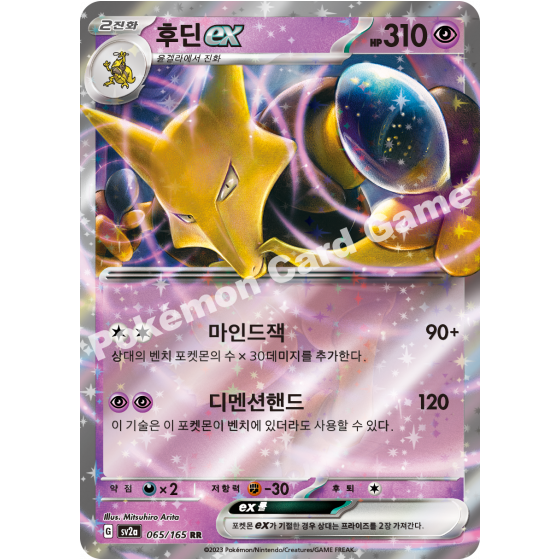 2진화 후딘ex HP310
윤겔라에서 진화
Pokémon Card Game
마인드잭 90+
상대의 벤치 포켓몬의 수 × 30데미지를 추가한다.
디멘션핸드 120
이 기술은 이 포켓몬이 벤치에 있더라도 사용할 수 있다.
약점 ×2 저항력 -30 후퇴
Illus. Mitsuhiro Arita
G sv2a 065/165 RR
ex룰
포켓몬 ex가 기절한 경우 상대는 프라이즈를 2장 가져간다.
©2023 Pokémon/Nintendo/Creatures/GAME FREAK.